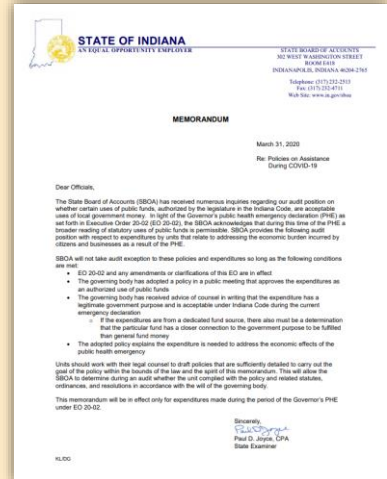 STATE OF INDIANA
AN EQUAL OPPORTUNITY EMPLOYER
STATE BOARD OF ACCOUNTS
302 WEST WASHINGTON STREET
ROOM E418
INDIANAPOLIS, INDIANA 46204-2765
Telephone: (317) 232-2513
Fax: (317) 232-4711
Web Site: www.in.gov/sboa
MEMORANDUM
March 31, 2020
Re: Policies on Assistance
During COVID-19
Dear Officials,
The State Board of Accounts (SBOA) has received numerous inquiries regarding our audit position on
whether certain uses of public funds, authorized by the legislature in the Indiana Code, are acceptable
uses of local government money. In light of the Governor's public health emergency declaration (PHE) as
set forth in Executive Order 20-02 (EO 20-02), the SBOA acknowledges that during this time of the PHE a
broader reading of statutory uses of public funds is permissible. SBOA provides the following audit
position with respect to expenditures by units that relate to addressing the economic burden incurred by
citizens and businesses as a result of the PHE.
SBOA will not take audit exception to these policies and expenditures so long as the following conditions
are met:
• EO 20-02 and any amendments or clarifications of this EO are in effect
• The governing body has adopted a policy in a public meeting that approves the expenditures as
an authorized use of public funds
• The governing body has received advice of counsel in writing that the expenditure has a
legitimate government purpose and is acceptable under Indiana Code during the current
emergency declaration
o If the expenditures are from a dedicated fund source, there also must be a determination
that the particular fund has a closer connection to the government purpose to be fulfilled
than general fund money
• The adopted policy explains the expenditure is needed to address the economic effects of the
public health emergency
Units should work with their legal counsel to draft policies that are sufficiently detailed to carry out the
goal of the policy within the bounds of the law and the spirit of this memorandum. This will allow the
SBOA to determine during an audit whether the unit complied with the policy and related statutes,
ordinances, and resolutions in accordance with the will of the governing body.
This memorandum will be in effect only for expenditures made during the period of the Governor's PHE
under EO 20-02.
Sincerely,
Paul D. Joyce
Paul D. Joyce, CPA
State Examiner
KL/DG